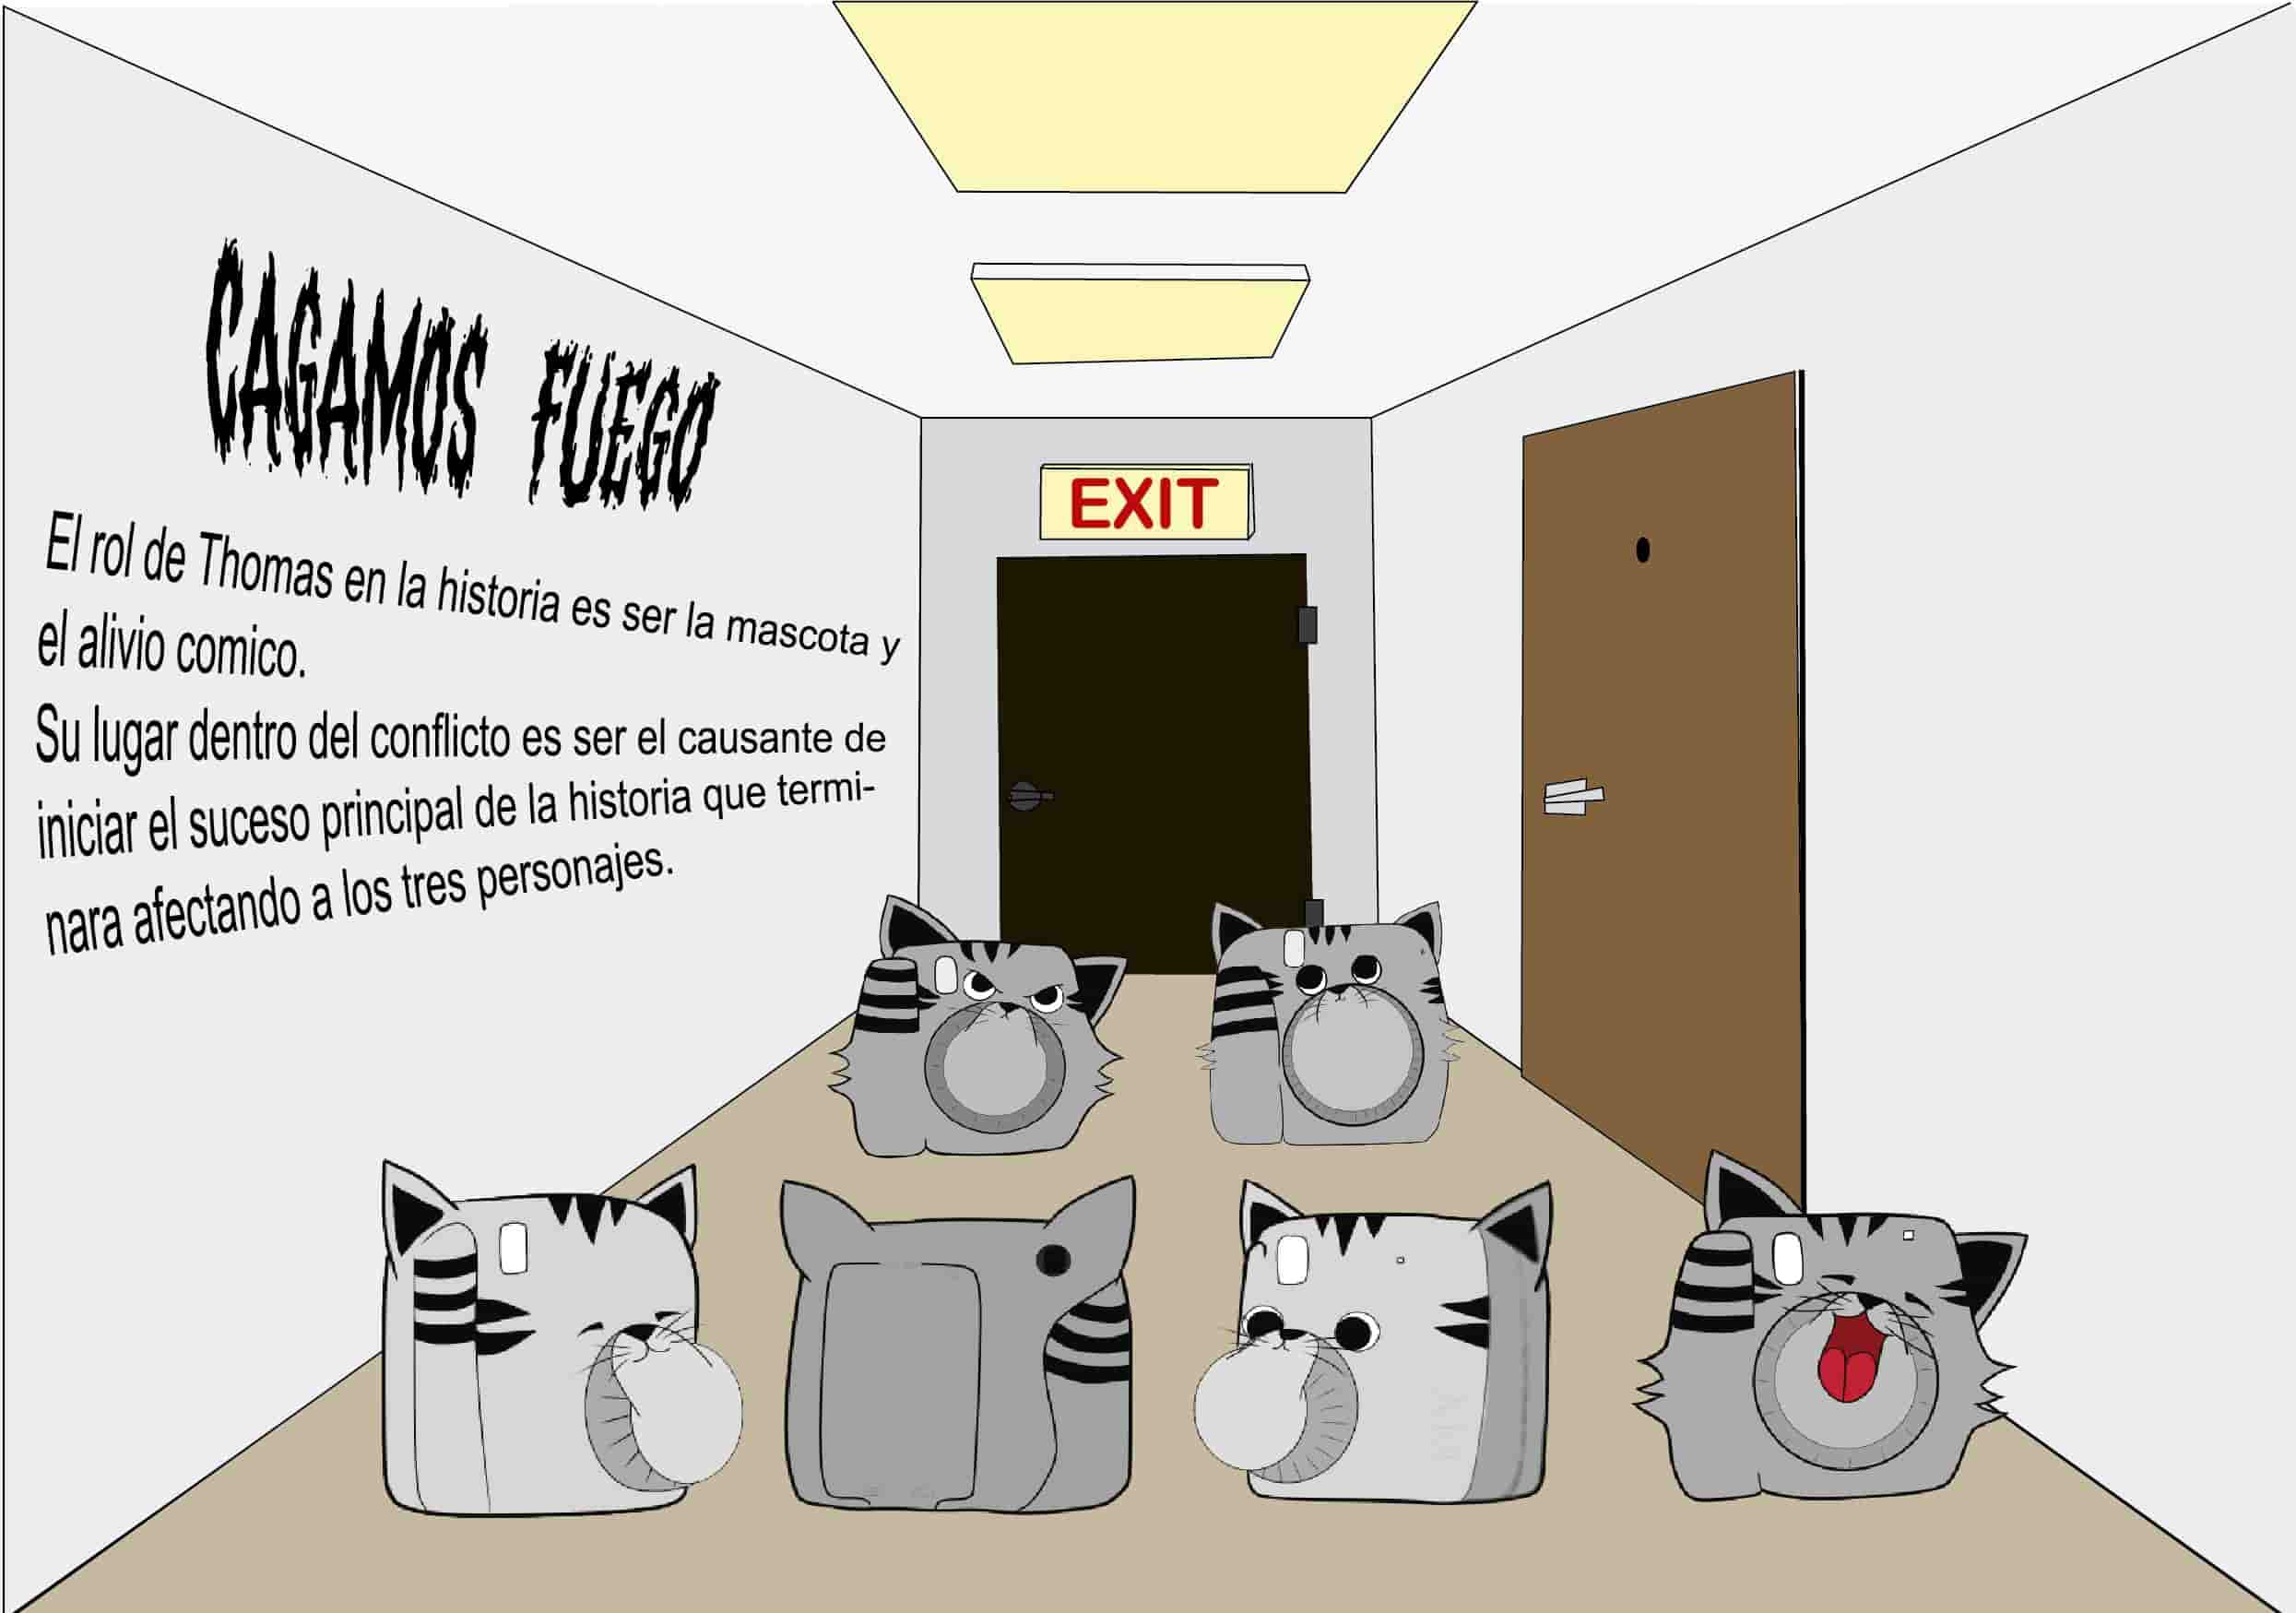 CAGAMOS FUEGO
EXIT
El rol de Thomas en la historia es ser la mascota y
el alivio comico.
Su lugar dentro del conflicto es ser el causante de
iniciar el suceso principal de la historia que termi-
nara afectando a los tres personajes.